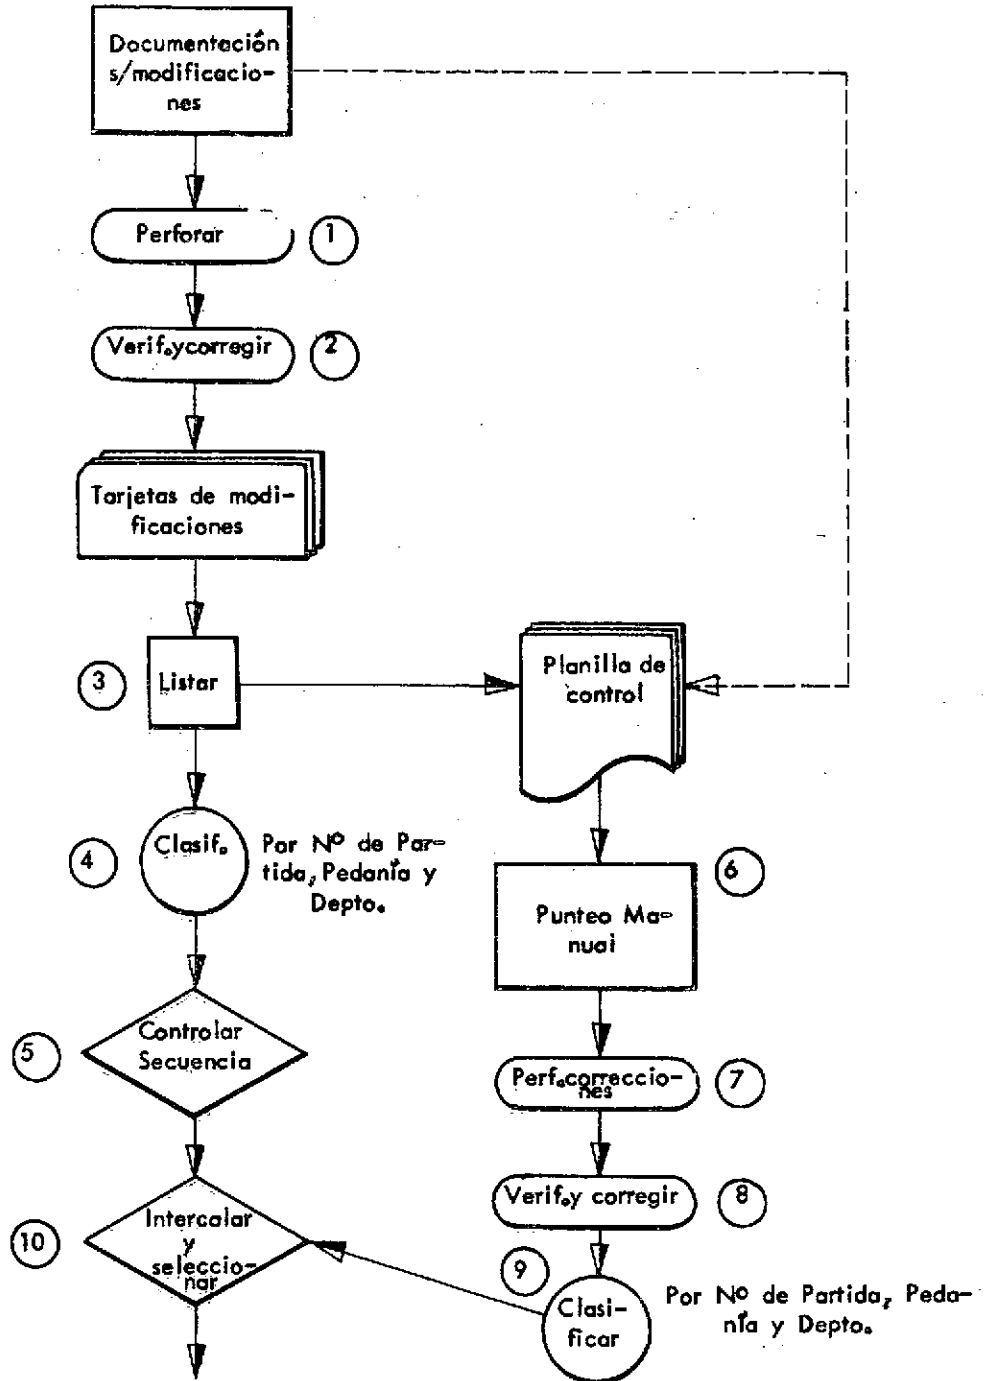 Documentación
s/modificacio-
nes
Perforar
1
Verif. y corregir
2
Tarjetas de modi-
ficaciones
3
Listar
Planilla de
control
4
Clasif.
Por Nº de Par-
tida, Pedanía y
Depto.
6
Punteo Ma-
nual
5
Controlar
Secuencia
Perf. correccio-
nes
7
Verif. y corregir
8
10
Intercalar
y
seleccio-
nar
9
Clasi-
ficar
Por Nº de Partida, Peda-
nía y Depto.